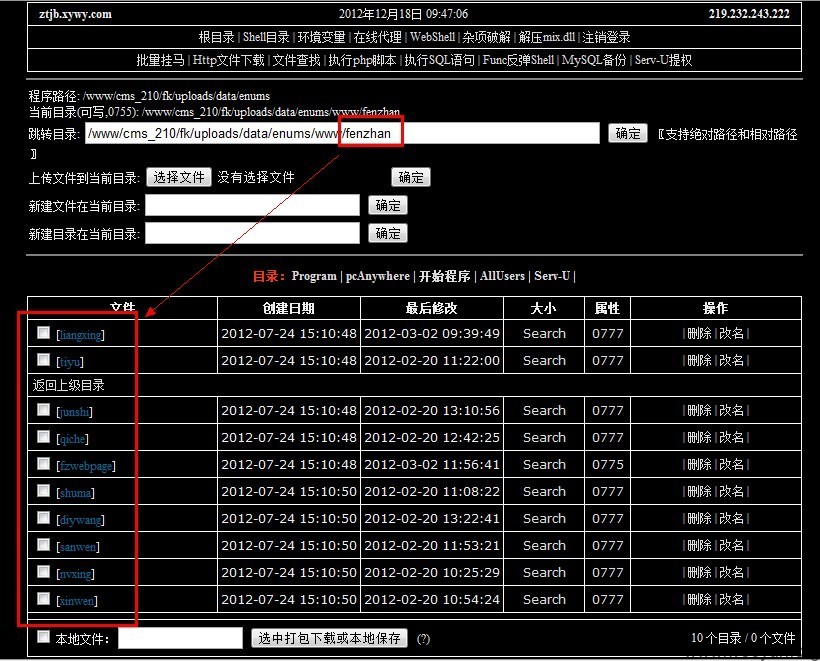 ztjb.xywy.com 2012年12月18日 09:47:06 219.232.243.222
根目录 | Shell目录 | 环境变量 | 在线代理 | WebShell | 杂项破解 | 解压mix.dll | 注销登录
批量挂马 | Http文件下载 | 文件查找 | 执行php脚本 | 执行SQL语句 | Func反弹Shell | MySQL备份 | Serv-U提权
程序路径: /www/cms_210/fk/uploads/data/enums
当前目录(可写,0755): /www/cms_210/fk/uploads/data/enums/www/fenzhan
跳转目录: /www/cms_210/fk/uploads/data/enums/www/fenzhan 确定 〖支持绝对路径和相对路径
〗
上传文件到当前目录: 选择文件 没有选择文件 确定
新建文件在当前目录: 确定
新建目录在当前目录: 确定
目录: Program | pcAnywhere | 开始程序 | AllUsers | Serv-U |
文件 创建日期 最后修改 大小 属性 操作
[liangxing] 2012-07-24 15:10:48 2012-03-02 09:39:49 Search 0777 |删除|改名|
[tiyu] 2012-07-24 15:10:48 2012-02-20 11:22:00 Search 0777 |删除|改名|
返回上级目录
[junshi] 2012-07-24 15:10:48 2012-02-20 13:10:56 Search 0777 |删除|改名|
[qiche] 2012-07-24 15:10:48 2012-02-20 12:42:25 Search 0777 |删除|改名|
[fzwebpage] 2012-07-24 15:10:48 2012-03-02 11:56:41 Search 0775 |删除|改名|
[shuma] 2012-07-24 15:10:50 2012-02-20 11:08:22 Search 0777 |删除|改名|
[diywang] 2012-07-24 15:10:50 2012-02-20 13:22:41 Search 0777 |删除|改名|
[sanwen] 2012-07-24 15:10:50 2012-02-20 11:53:21 Search 0777 |删除|改名|
[nvxing] 2012-07-24 15:10:50 2012-02-20 10:25:29 Search 0777 |删除|改名|
[xinwen] 2012-07-24 15:10:50 2012-02-20 10:54:24 Search 0777 |删除|改名|
本地文件: 选中打包下载或本地保存 (?) 10个目录 / 0个文件